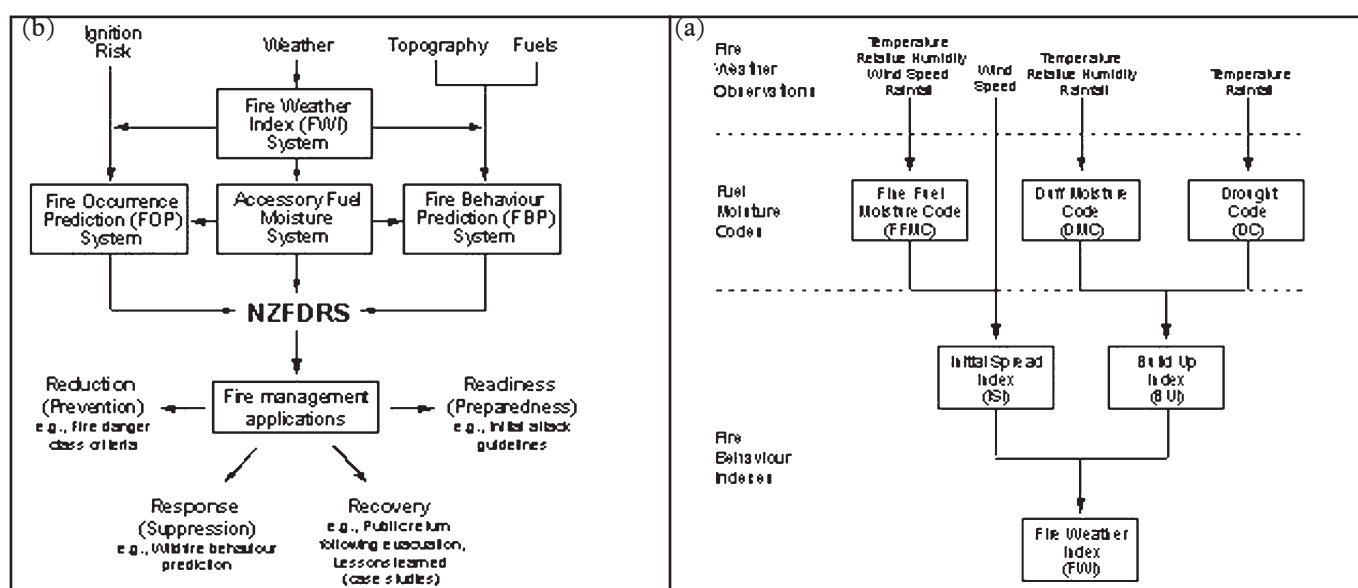 (b)
Ignition
Risk
Weather
Topography
Fuels
Fire Weather
Index (FWI)
System
Fire Occurrence
Prediction (FOP)
System
Accessory Fuel
Moisture
System
Fire Behaviour
Prediction (FBP)
System
NZFDRS
Fire management
applications
Reduction
(Prevention)
e.g., Fire danger
class criteria
Readiness
(Preparedness)
e.g., Initial attack
guidelines
Response
(Suppression)
e.g., Wildfire behaviour
prediction
Recovery
e.g., Public return
following evacuation,
Lessons learned
(case studies)
(a)
Fire
Weather
Observations
Temperature
Relative Humidity
Wind Speed
Rainfall
Wind
Speed
Temperature
Relative Humidity
Rainfall
Temperature
Rainfall
Fuel
Moisture
Codes
Fine Fuel
Moisture Code
(FFMC)
Duff Moisture
Code
(DMC)
Drought
Code
(DC)
Fire
Behaviour
Indexes
Initial Spread
Index
(ISI)
Build Up
Index
(BUI)
Fire Weather
Index
(FWI)